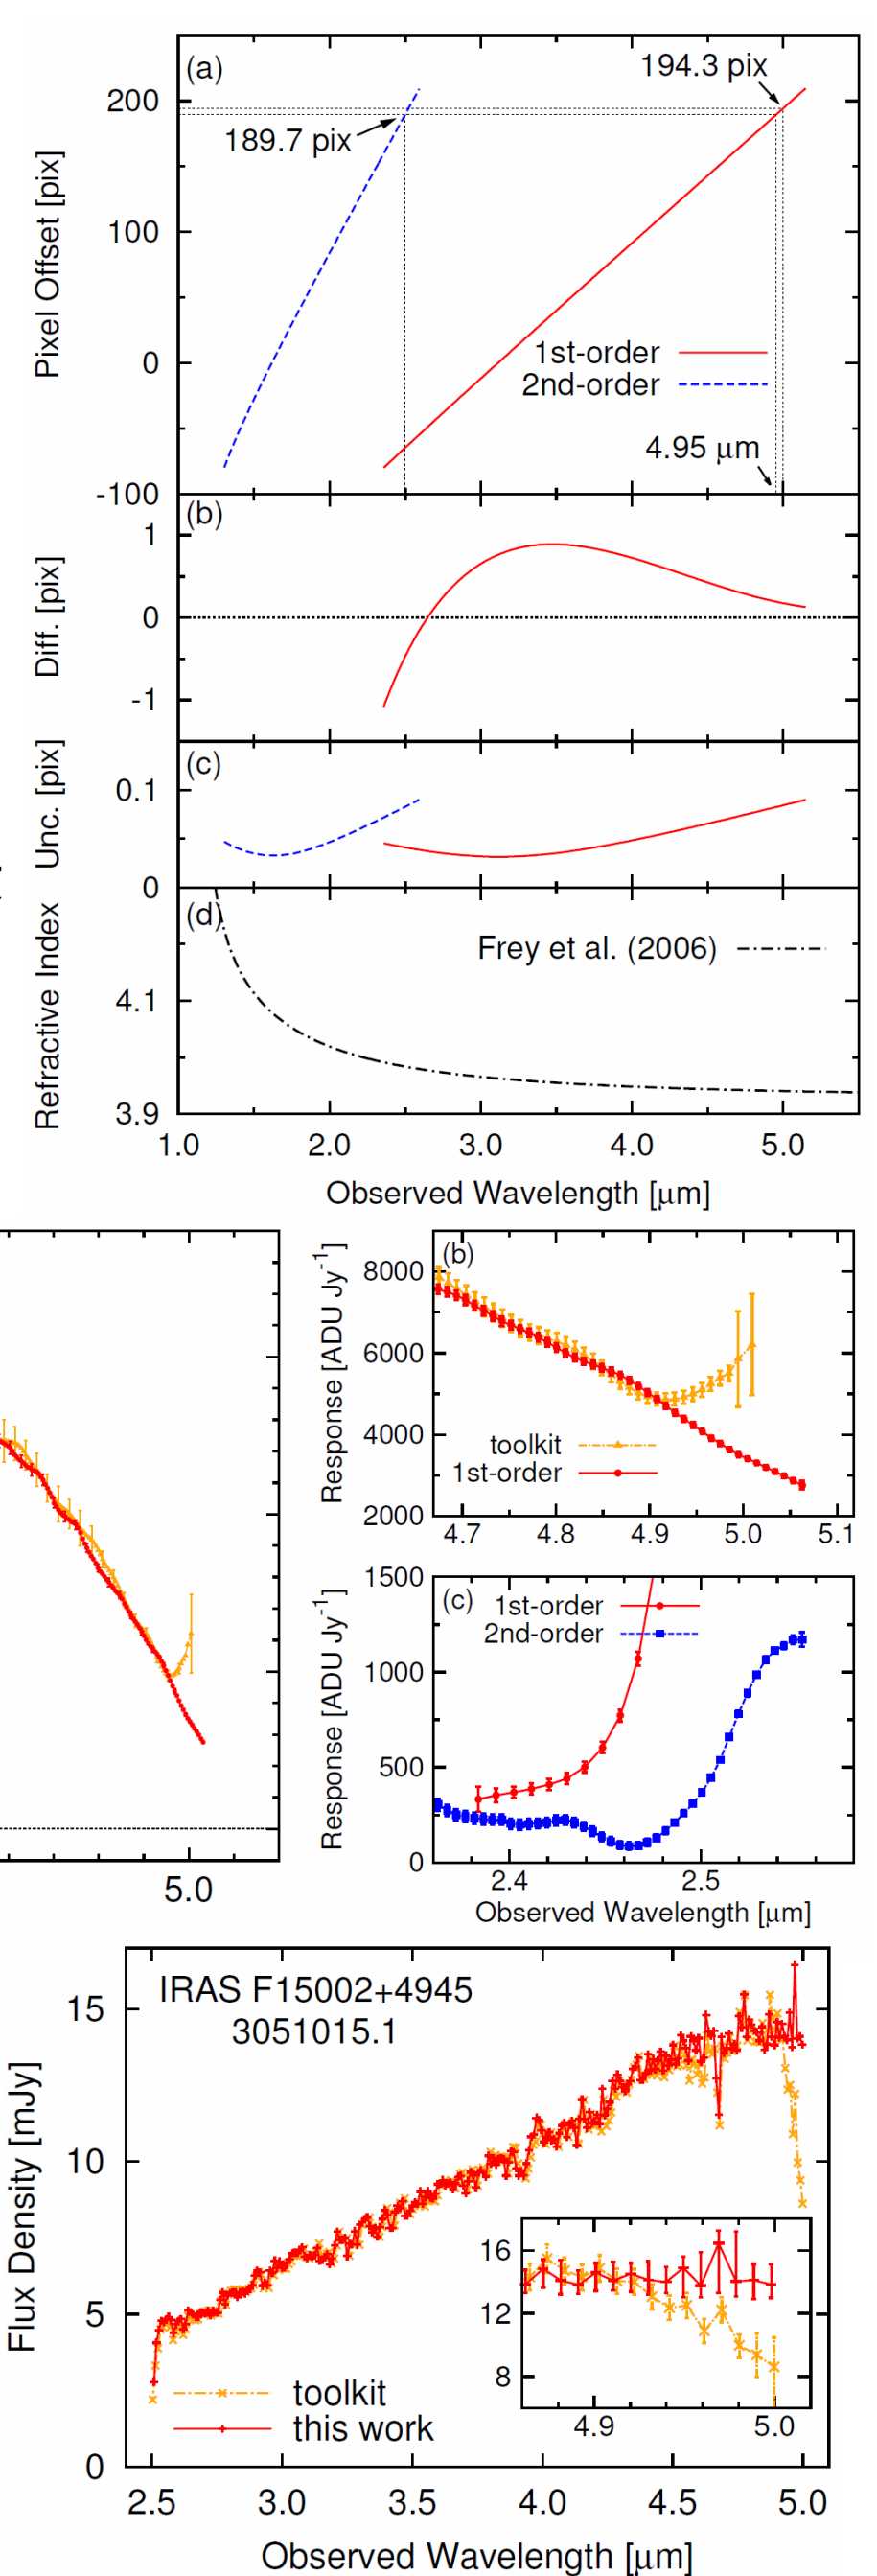 (a)
194.3 pix
200
189.7 pix
Pixel Offset [pix]
100
0
1st-order
2nd-order
4.95 μm
-100
(b)
1
Diff. [pix]
0
-1
(c)
Unc. [pix]
0.1
0
(d)
Refractive Index
Frey et al. (2006)
4.1
3.9
1.0 2.0 3.0 4.0 5.0
Observed Wavelength [μm]
5.0
(b)
Response [ADU Jy-1]
8000
6000
4000
2000
toolkit
1st-order
4.7 4.8 4.9 5.0 5.1
(c)
Response [ADU Jy-1]
1500
1000
500
0
1st-order
2nd-order
2.4 2.5
Observed Wavelength [μm]
IRAS F15002+4945
3051015.1
Flux Density [mJy]
15
10
5
0
toolkit
this work
16
12
8
4.9 5.0
2.5 3.0 3.5 4.0 4.5 5.0
Observed Wavelength [μm]